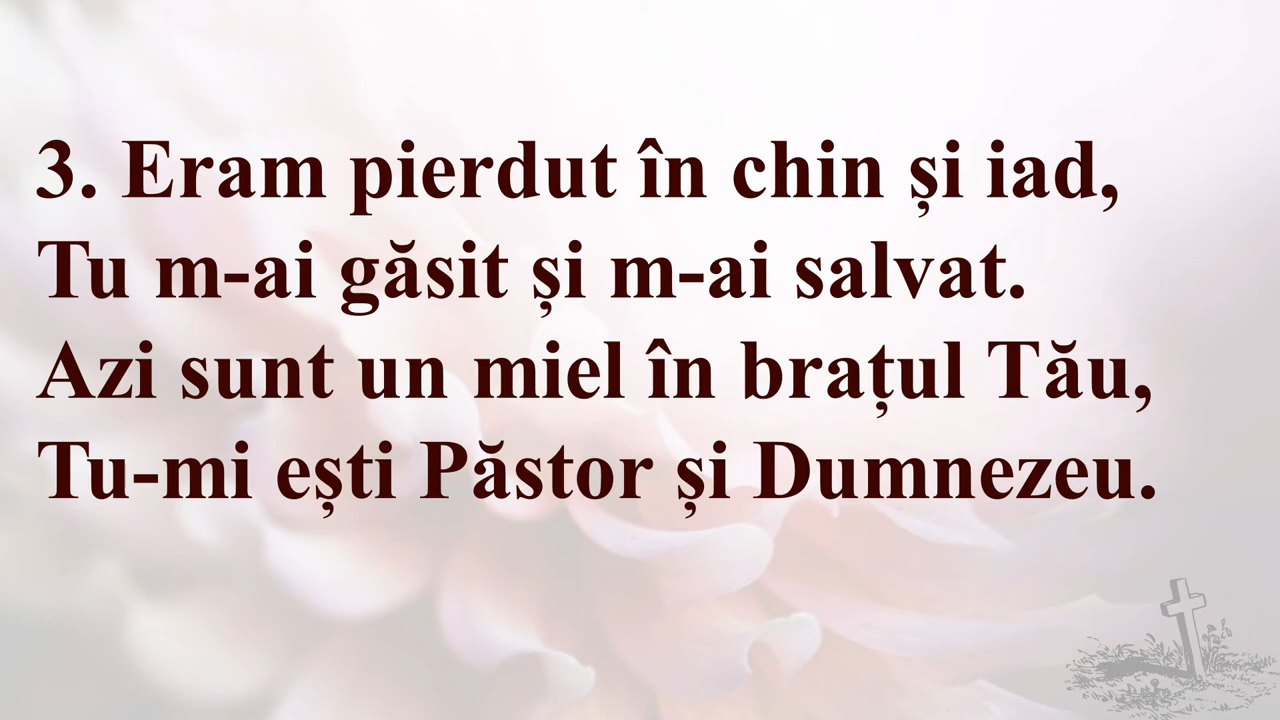 3. Eram pierdut în chin și iad,
Tu m-ai găsit și m-ai salvat.
Azi sunt un miel în brațul Tău,
Tu-mi ești Păstor și Dumnezeu.